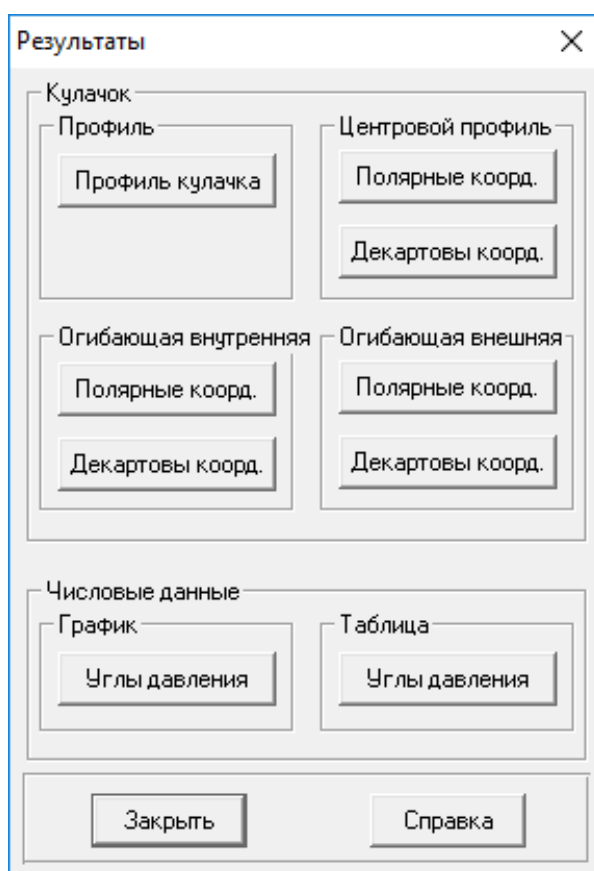 Результаты
Кулачок
Профиль
Центровой профиль
Профиль кулачка
Полярные коорд.
Декартовы коорд.
Огибающая внутренняя
Огибающая внешняя
Полярные коорд.
Полярные коорд.
Декартовы коорд.
Декартовы коорд.
Числовые данные
График
Таблица
Углы давления
Углы давления
Закрыть
Справка